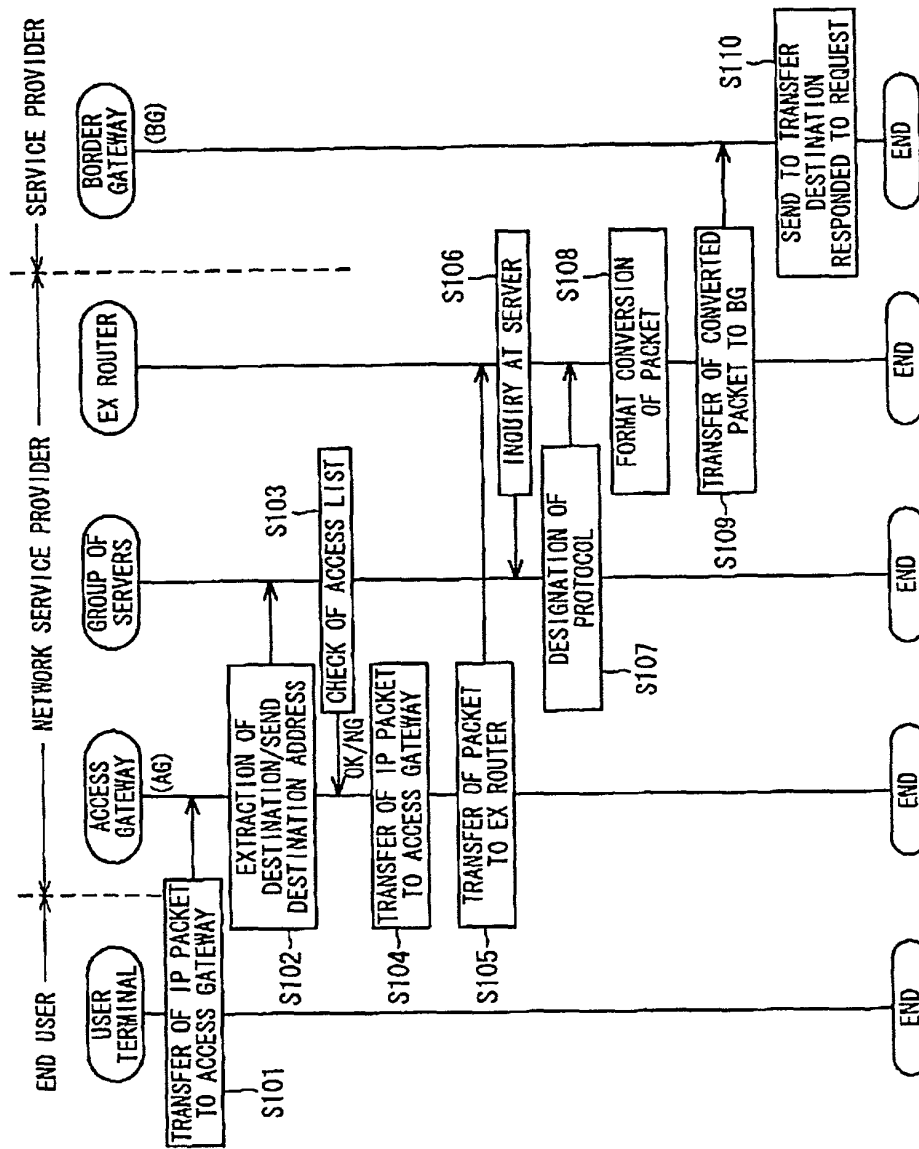 END USER
NETWORK SERVICE PROVIDER
SERVICE PROVIDER
USER
TERMINAL
ACCESS
GATEWAY
(AG)
GROUP OF
SERVERS
EX ROUTER
BORDER
GATEWAY
(BG)
TRANSFER OF IP PACKET
TO ACCESS GATEWAY
S101
EXTRACTION OF
DESTINATION/SEND
DESTINATION ADDRESS
S102
S103
CHECK OF ACCESS LIST
OK/NG
TRANSFER OF IP PACKET
TO ACCESS GATEWAY
S104
TRANSFER OF PACKET
TO EX ROUTER
S105
S106
INQUIRY AT SERVER
DESIGNATION OF
PROTOCOL
S107
S108
FORMAT CONVERSION
OF PACKET
TRANSFER OF CONVERTED
PACKET TO BG
S109
S110
SEND TO TRANSFER
DESTINATION
RESPONDED TO REQUEST
END
END
END
END
END